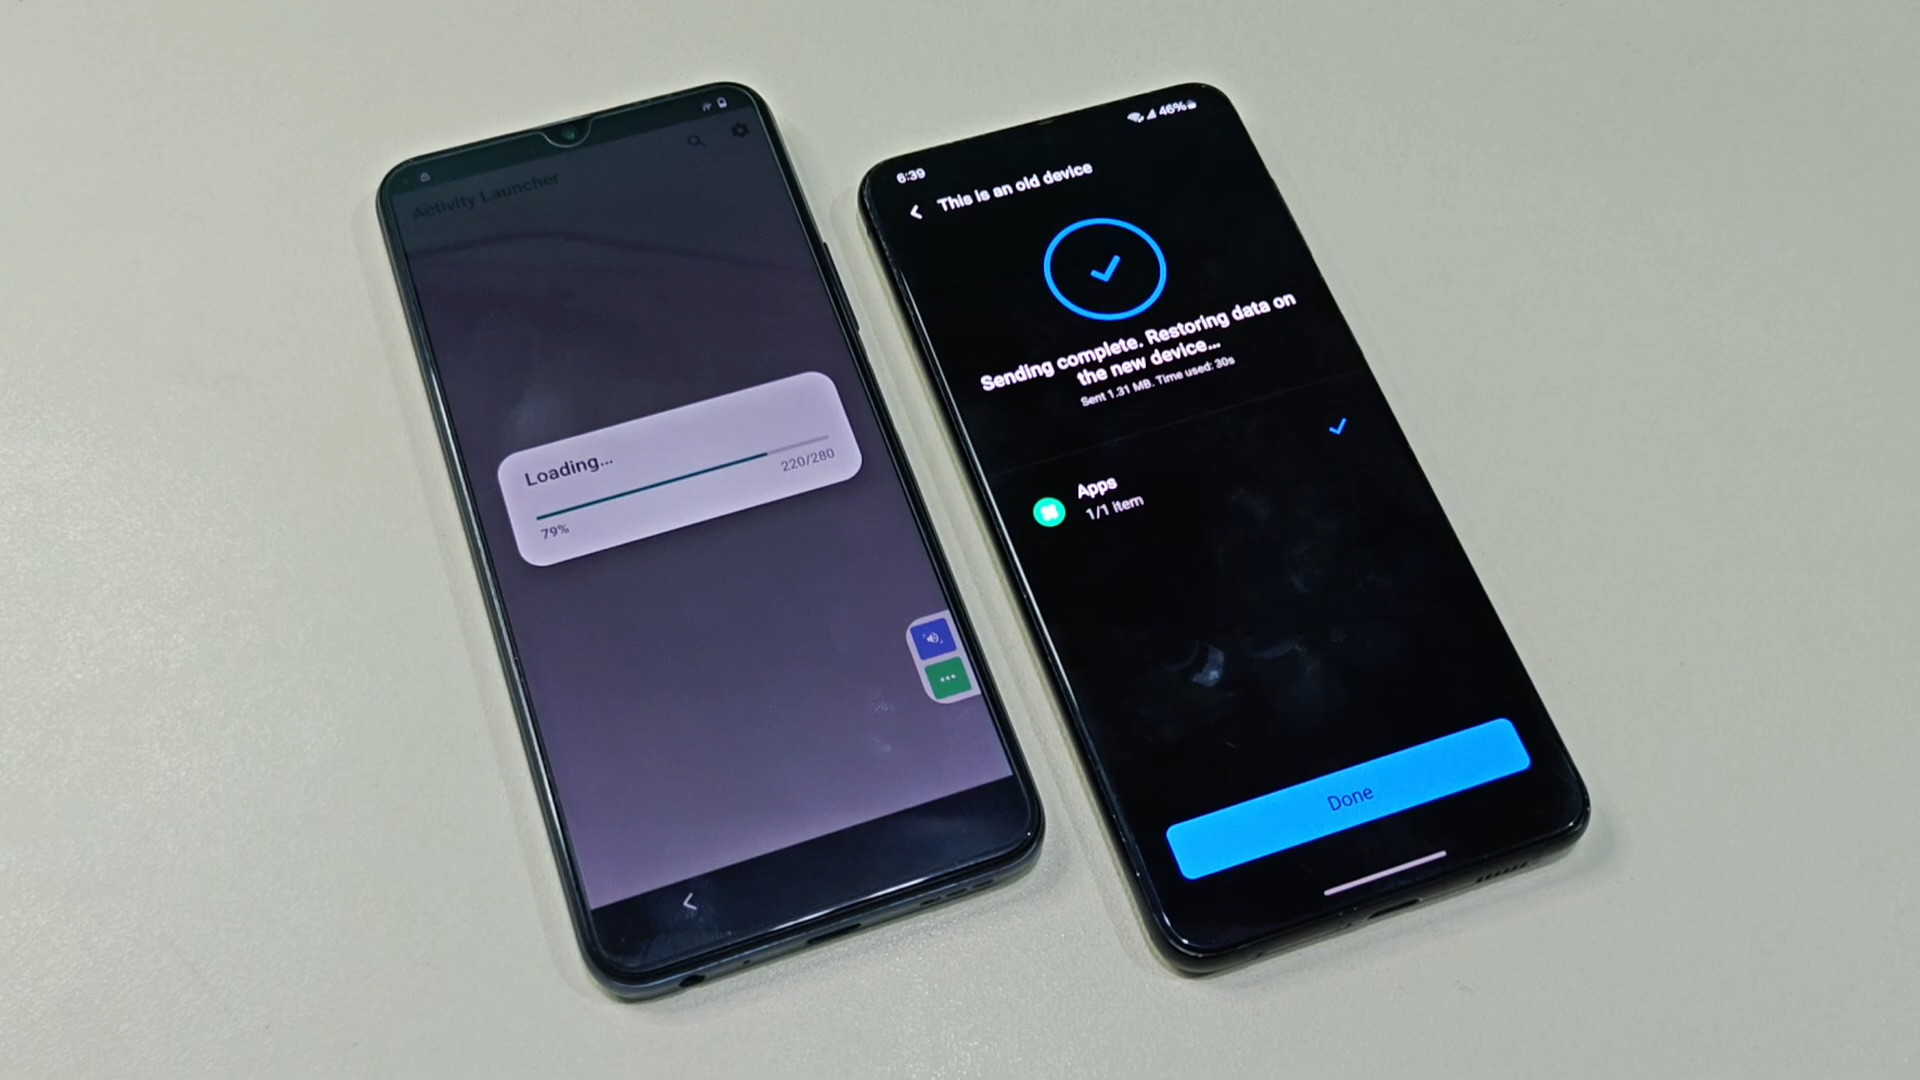 Activity Launcher
Loading...
220/280
79%
6:39
46%
This is an old device
Sending complete. Restoring data on
the new device...
Sent 1.31 MB. Time used: 30s
Apps
1/1 item
Done